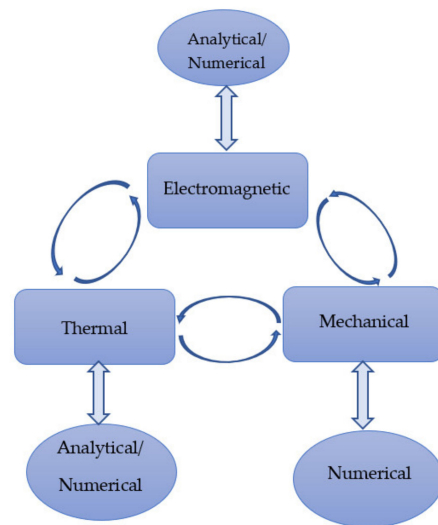 Analytical/
Numerical
Electromagnetic
Thermal
Mechanical
Analytical/
Numerical
Numerical